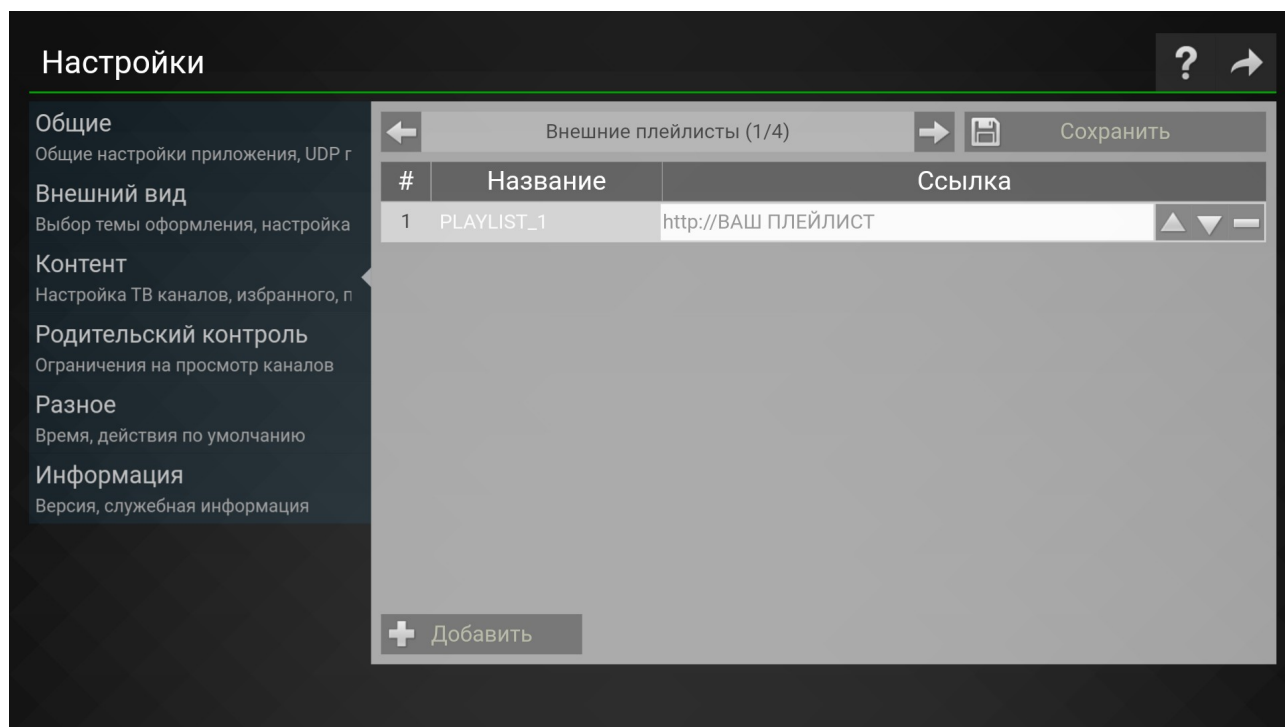 Настройки
?
Общие
Общие настройки приложения, UDP п
Внешний вид
Выбор темы оформления, настройка
Контент
Настройка ТВ каналов, избранного, п
Родительский контроль
Ограничения на просмотр каналов
Разное
Время, действия по умолчанию
Информация
Версия, служебная информация
Внешние плейлисты (1/4)
Сохранить
# Название Ссылка
1 PLAYLIST_1 http://ВАШ ПЛЕЙЛИСТ
Добавить